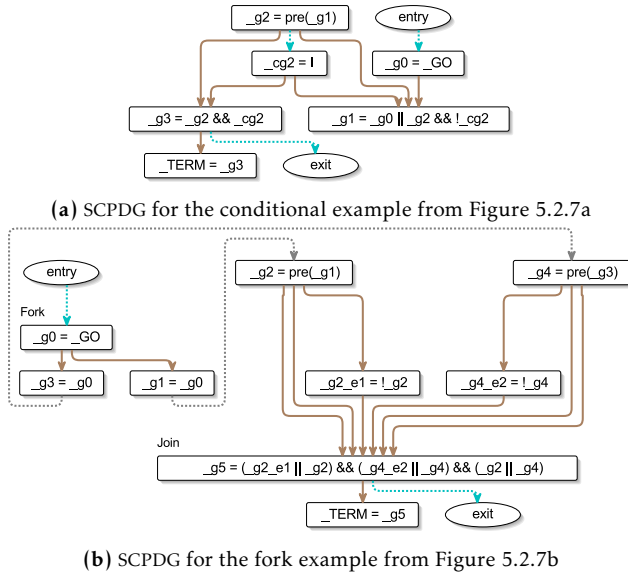 _g2 = pre(_g1)
entry
_cg2 = I
_g0 = _GO
_g3 = _g2 && _cg2
_g1 = _g0 || _g2 && !_cg2
_TERM = _g3
exit
(a) SCPDG for the conditional example from Figure 5.2.7a
entry
_g2 = pre(_g1)
_g4 = pre(_g3)
Fork
_g0 = _GO
_g3 = _g0
_g1 = _g0
_g2_e1 = !_g2
_g4_e2 = !_g4
Join
_g5 = (_g2_e1 || _g2) && (_g4_e2 || _g4) && (_g2 || _g4)
_TERM = _g5
exit
(b) SCPDG for the fork example from Figure 5.2.7b